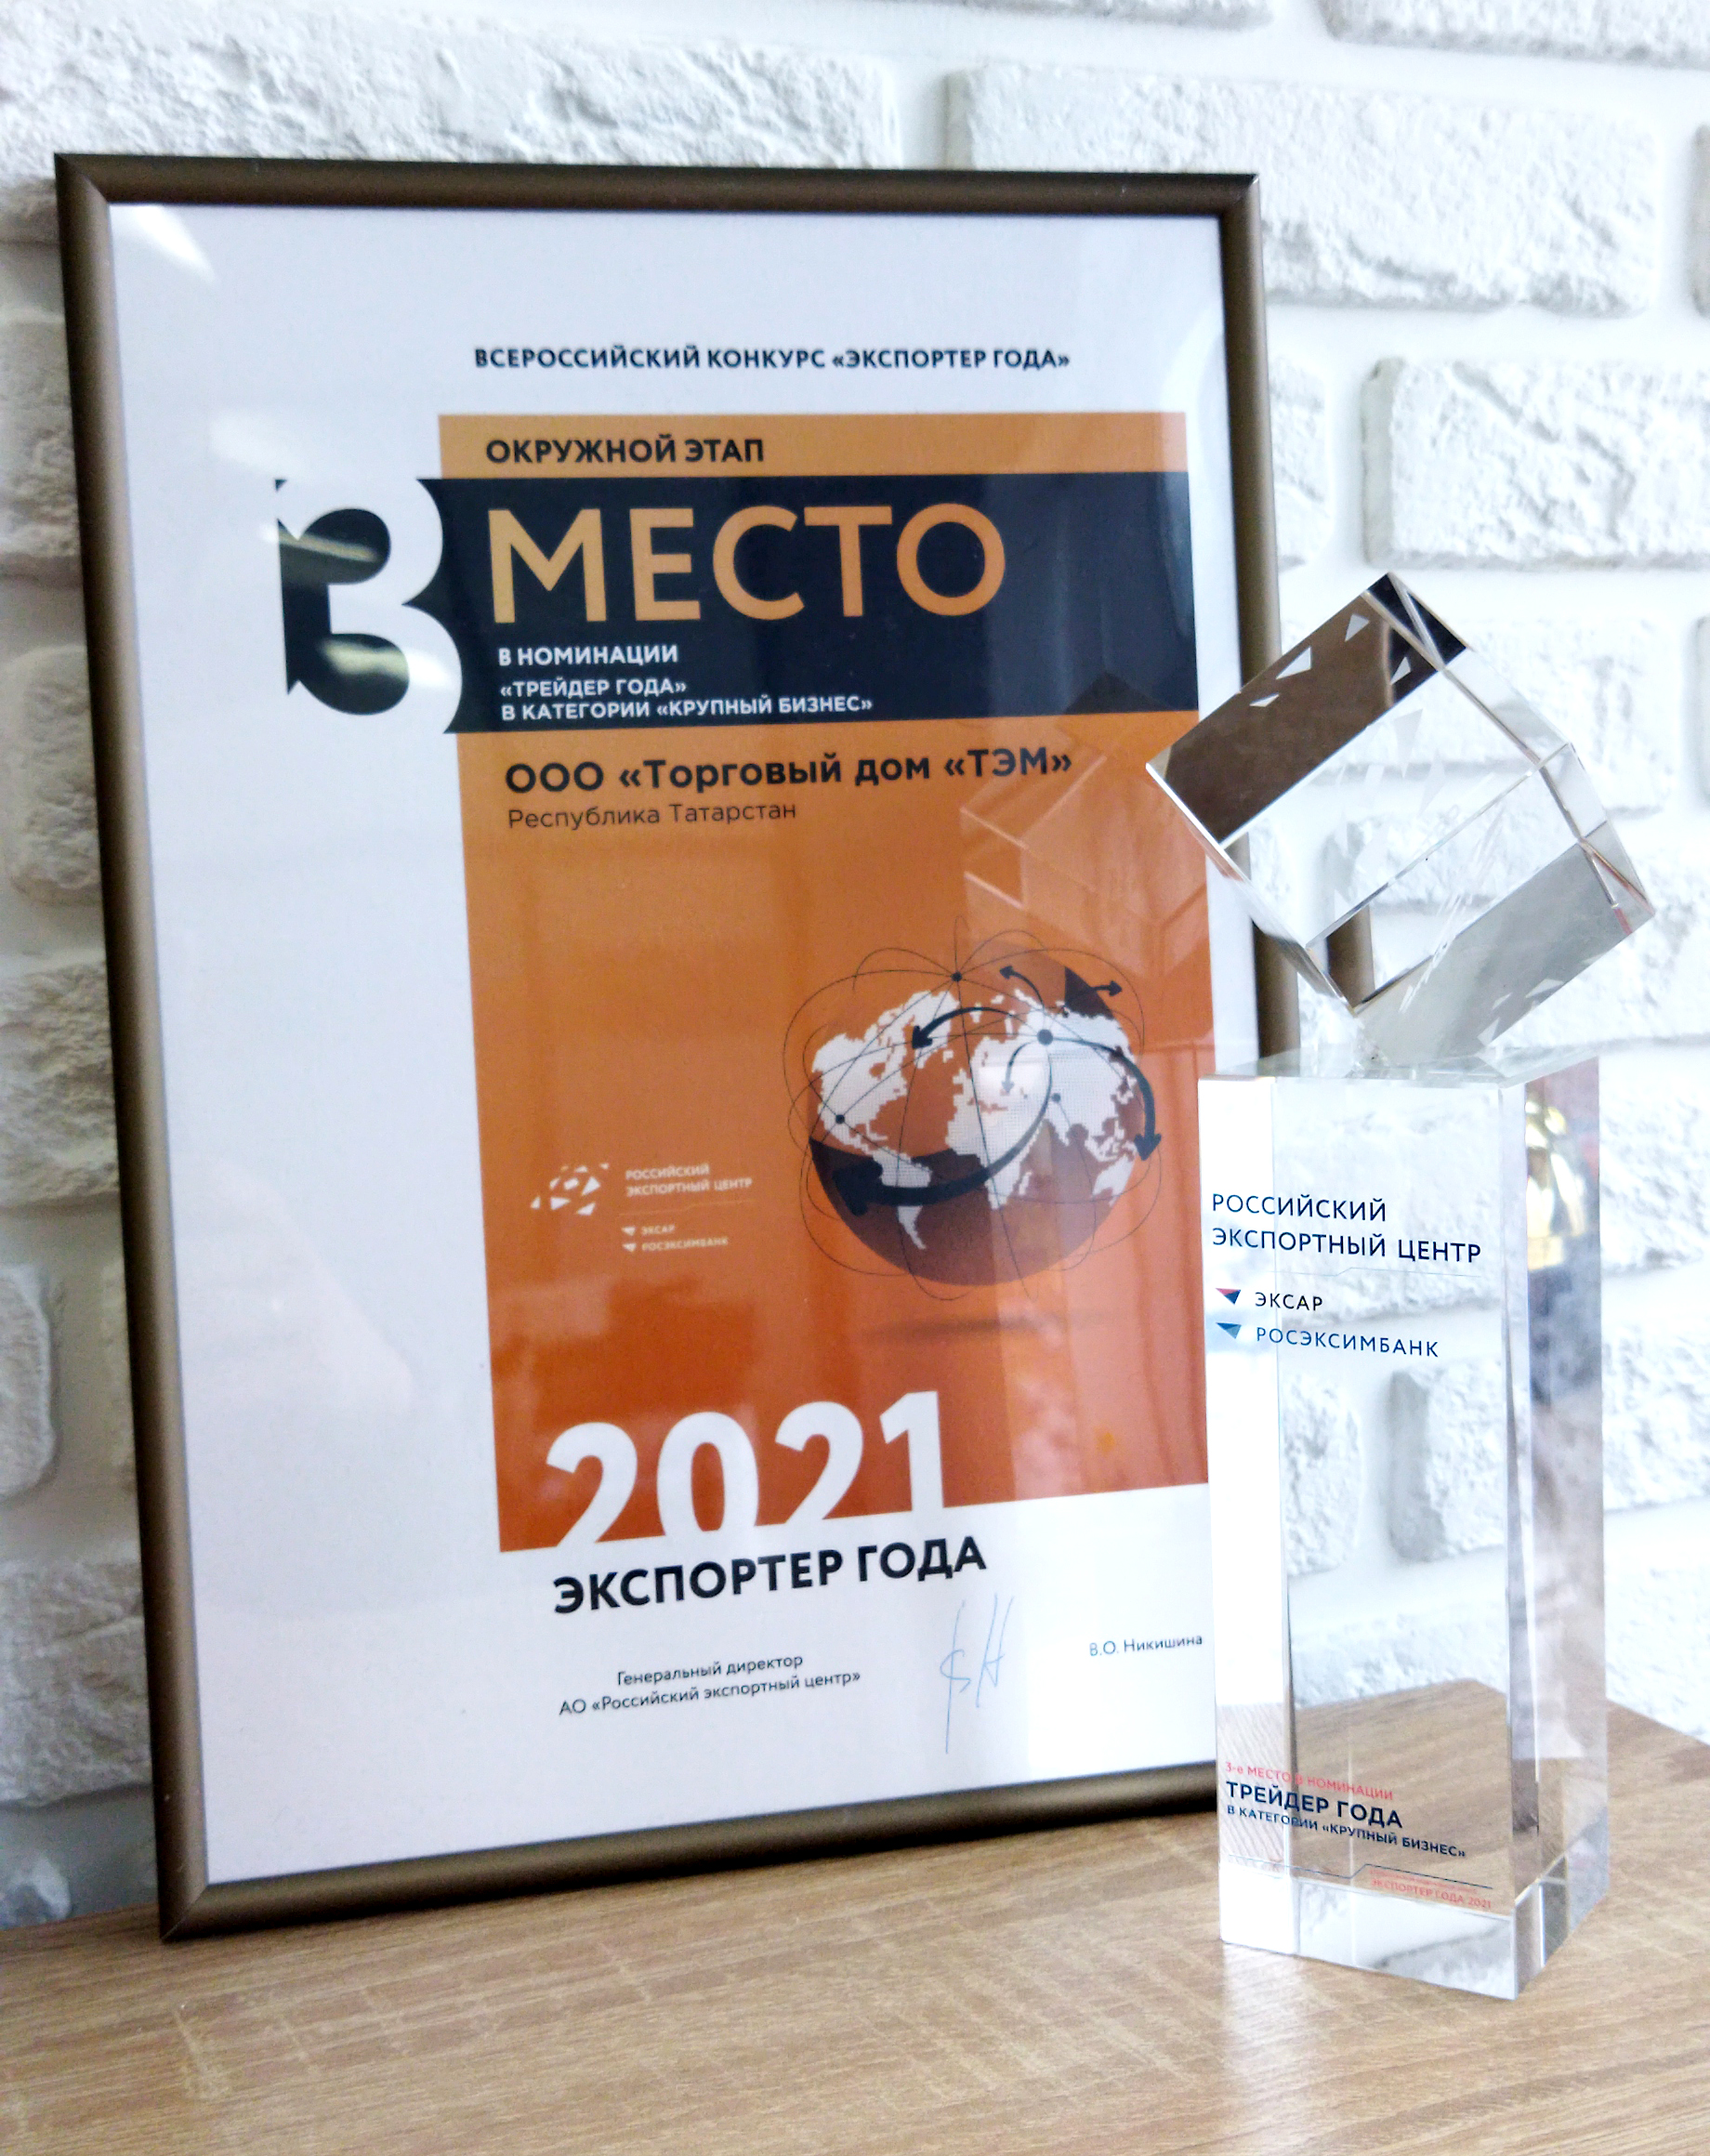 ВСЕРОССИЙСКИЙ КОНКУРС «ЭКСПОРТЕР ГОДА»
ОКРУЖНОЙ ЭТАП
3 МЕСТО
В НОМИНАЦИИ
«ТРЕЙДЕР ГОДА»
В КАТЕГОРИИ «КРУПНЫЙ БИЗНЕС»
ООО «Торговый дом «ТЭМ»
Республика Татарстан
РОССИЙСКИЙ
ЭКСПОРТНЫЙ ЦЕНТР
ЭКСАР
РОСЭКСИМБАНК
2021
ЭКСПОРТЕР ГОДА
Генеральный директор
АО «Российский экспортный центр»
В.О. Никишина
РОССИЙСКИЙ
ЭКСПОРТНЫЙ ЦЕНТР
ЭКСАР
РОСЭКСИМБАНК
3-е МЕСТО В НОМИНАЦИИ
ТРЕЙДЕР ГОДА
В КАТЕГОРИИ «КРУПНЫЙ БИЗНЕС»
ЭКСПОРТЕР ГОДА 2021